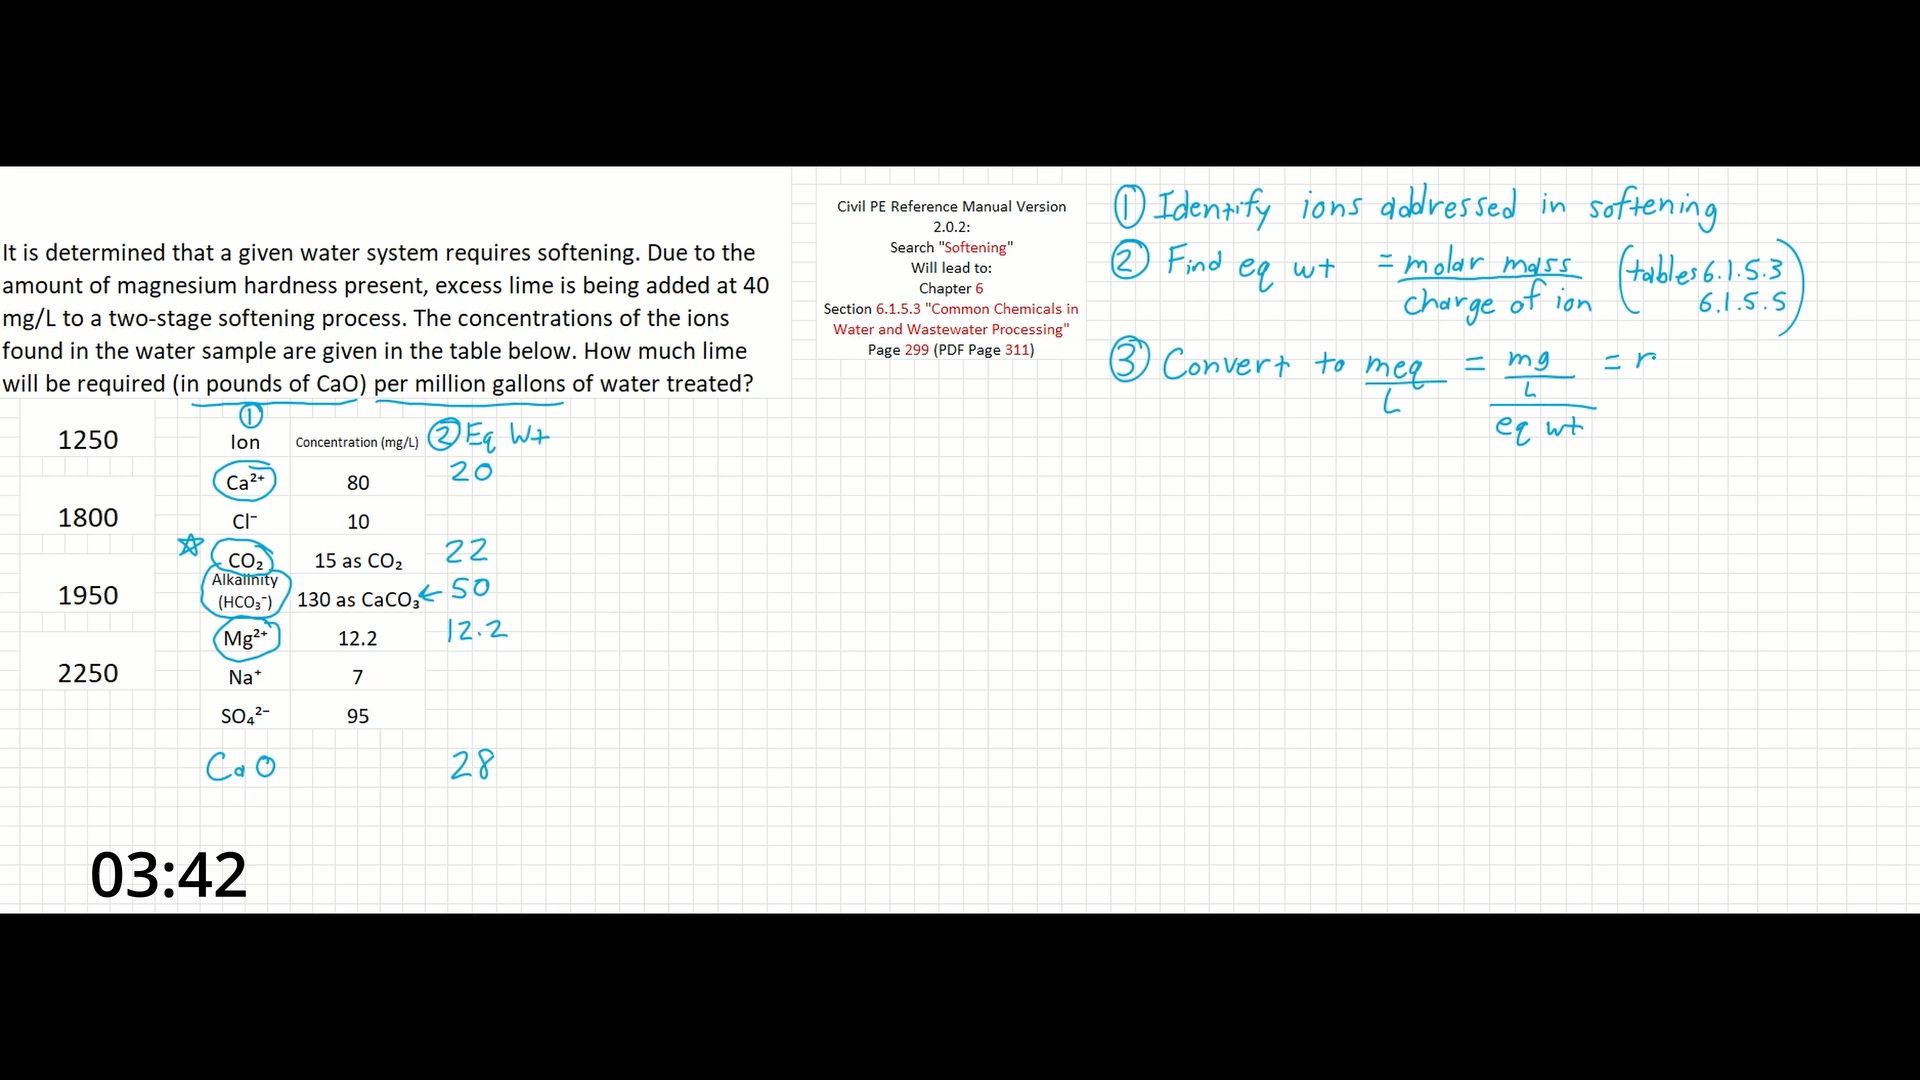 It is determined that a given water system requires softening. Due to the
amount of magnesium hardness present, excess lime is being added at 40
mg/L to a two-stage softening process. The concentrations of the ions
found in the water sample are given in the table below. How much lime
will be required (in pounds of CaO) per million gallons of water treated?
1250
1800
1950
2250
①
Ion Concentration (mg/L) ② Eq Wt
Ca²⁺ 80 20
Cl⁻ 10
☆ CO₂ 15 as CO₂ 22
Alkalinity
(HCO₃⁻) 130 as CaCO₃ ← 50
Mg²⁺ 12.2 12.2
Na⁺ 7
SO₄²⁻ 95
CaO 28
03:42
Civil PE Reference Manual Version
2.0.2:
Search "Softening"
Will lead to:
Chapter 6
Section 6.1.5.3 "Common Chemicals in
Water and Wastewater Processing"
Page 299 (PDF Page 311)
① Identify ions addressed in softening
② Find eq wt = molar mass / charge of ion (tables 6.1.5.3
6.1.5.5)
③ Convert to meq/L = mg/L / eq wt = r